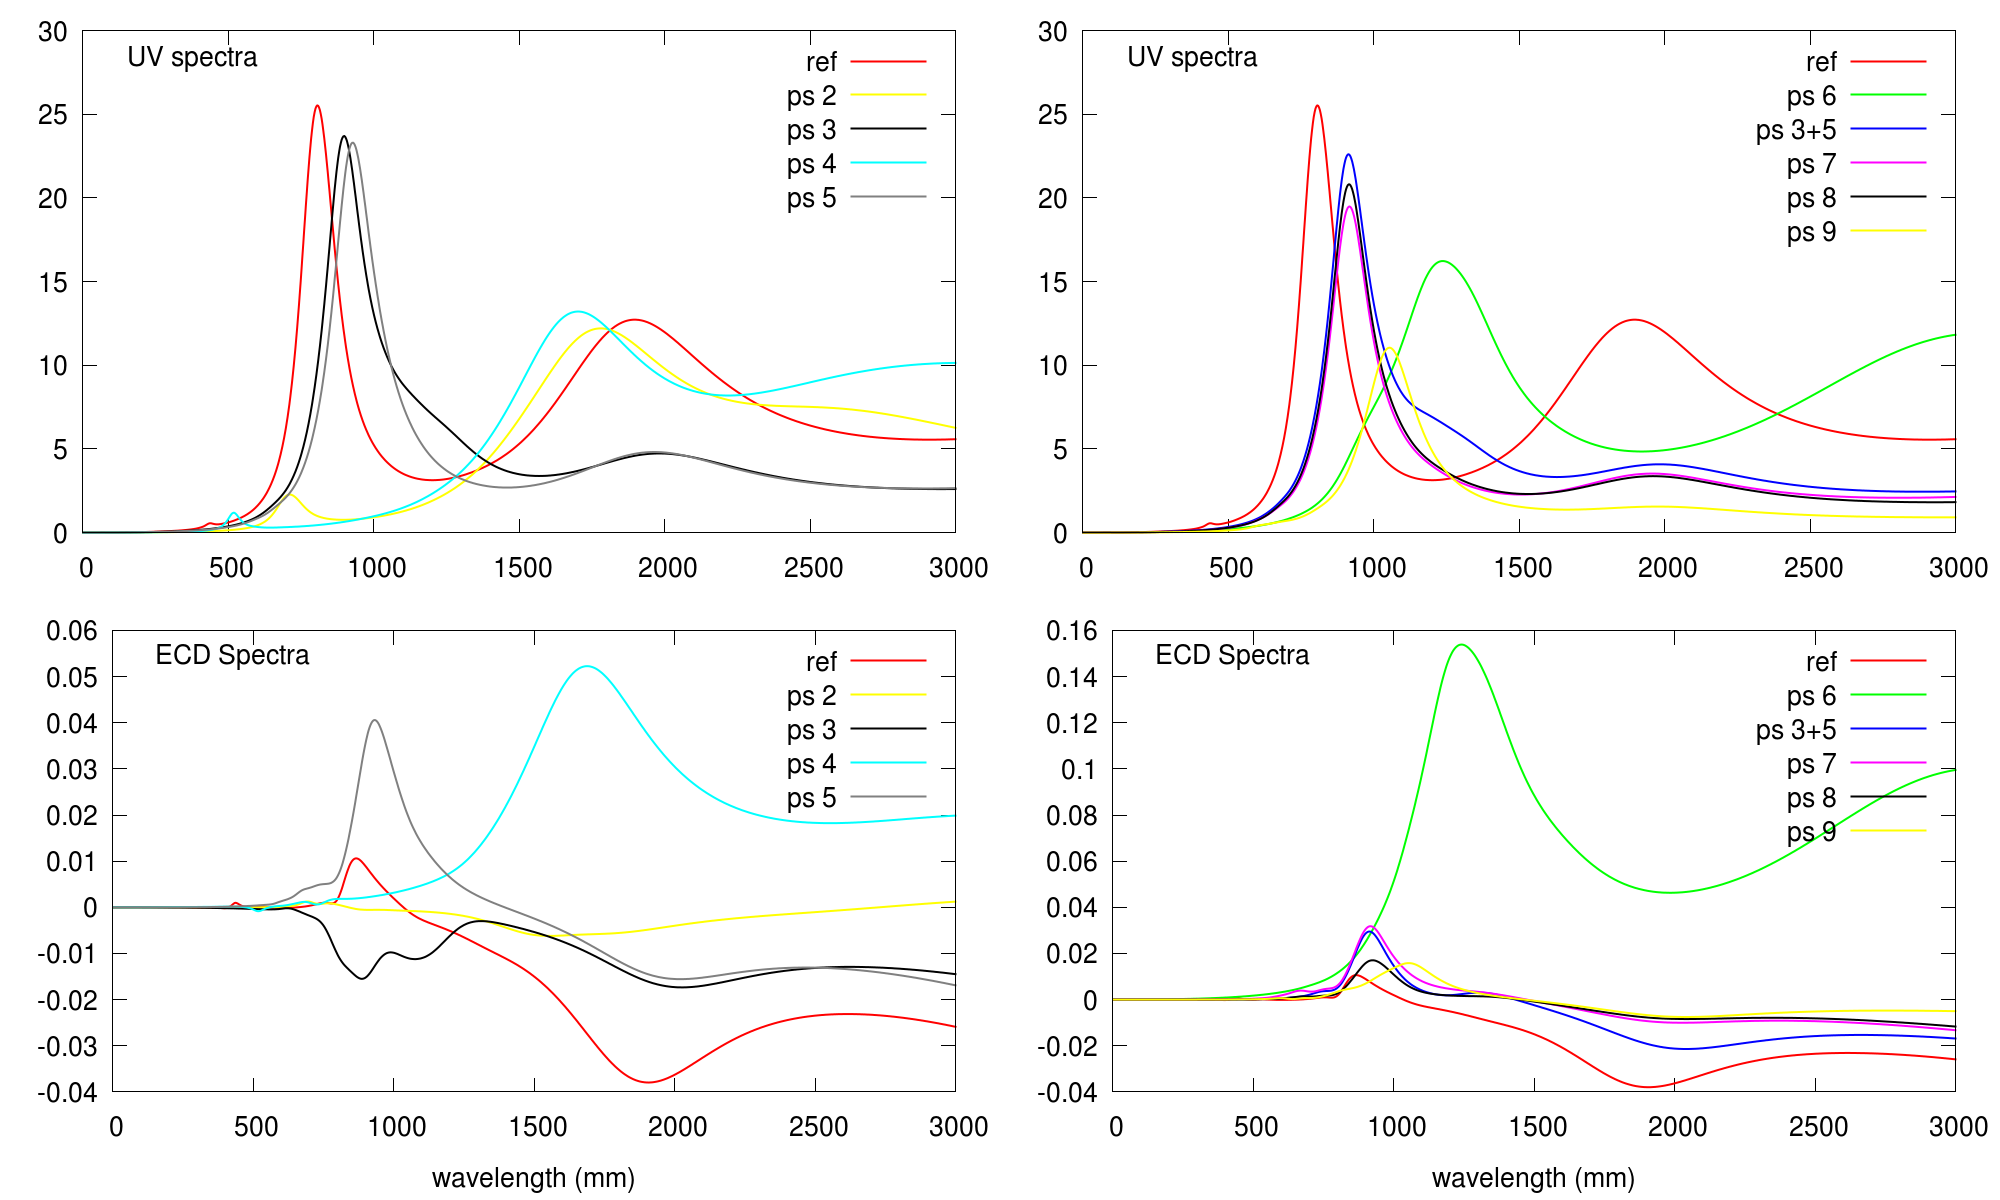 UV spectra
30
25
20
15
10
5
0
ref
ps 2
ps 3
ps 4
ps 5
0 500 1000 1500 2000 2500 3000
UV spectra
30
25
20
15
10
5
0
ref
ps 6
ps 3+5
ps 7
ps 8
ps 9
0 500 1000 1500 2000 2500 3000
ECD Spectra
0.06
0.05
0.04
0.03
0.02
0.01
0
-0.01
-0.02
-0.03
-0.04
ref
ps 2
ps 3
ps 4
ps 5
0 500 1000 1500 2000 2500 3000
wavelength (mm)
ECD Spectra
0.16
0.14
0.12
0.1
0.08
0.06
0.04
0.02
0
-0.02
-0.04
ref
ps 6
ps 3+5
ps 7
ps 8
ps 9
0 500 1000 1500 2000 2500 3000
wavelength (mm)